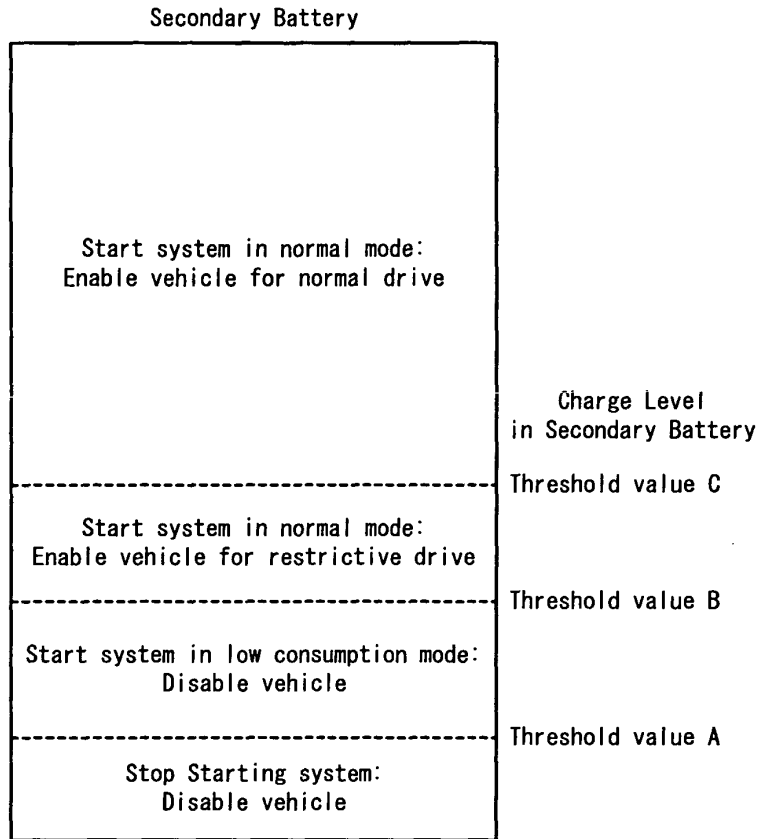 Secondary Battery
Start system in normal mode:
Enable vehicle for normal drive
Charge Level
in Secondary Battery
Threshold value C
Start system in normal mode:
Enable vehicle for restrictive drive
Threshold value B
Start system in low consumption mode:
Disable vehicle
Threshold value A
Stop Starting system:
Disable vehicle